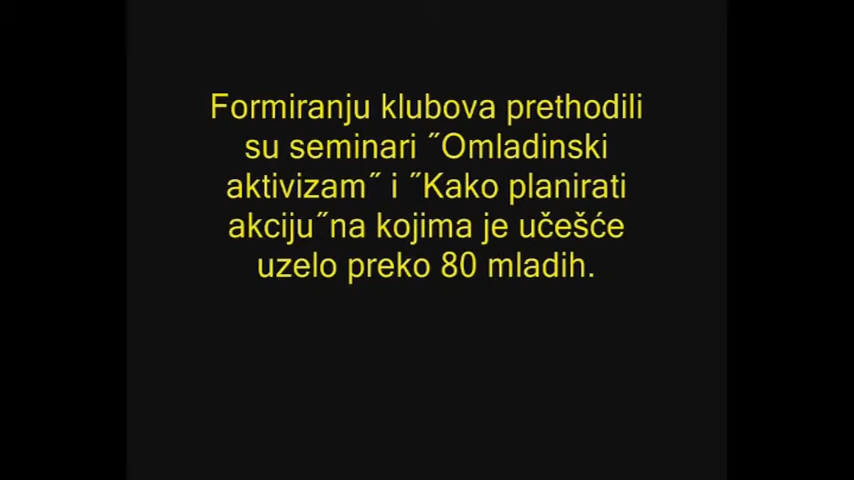 Formiranju klubova prethodili
su seminari ˝Omladinski
aktivizam˝ i ˝Kako planirati
akciju˝na kojima je učešće
uzelo preko 80 mladih.